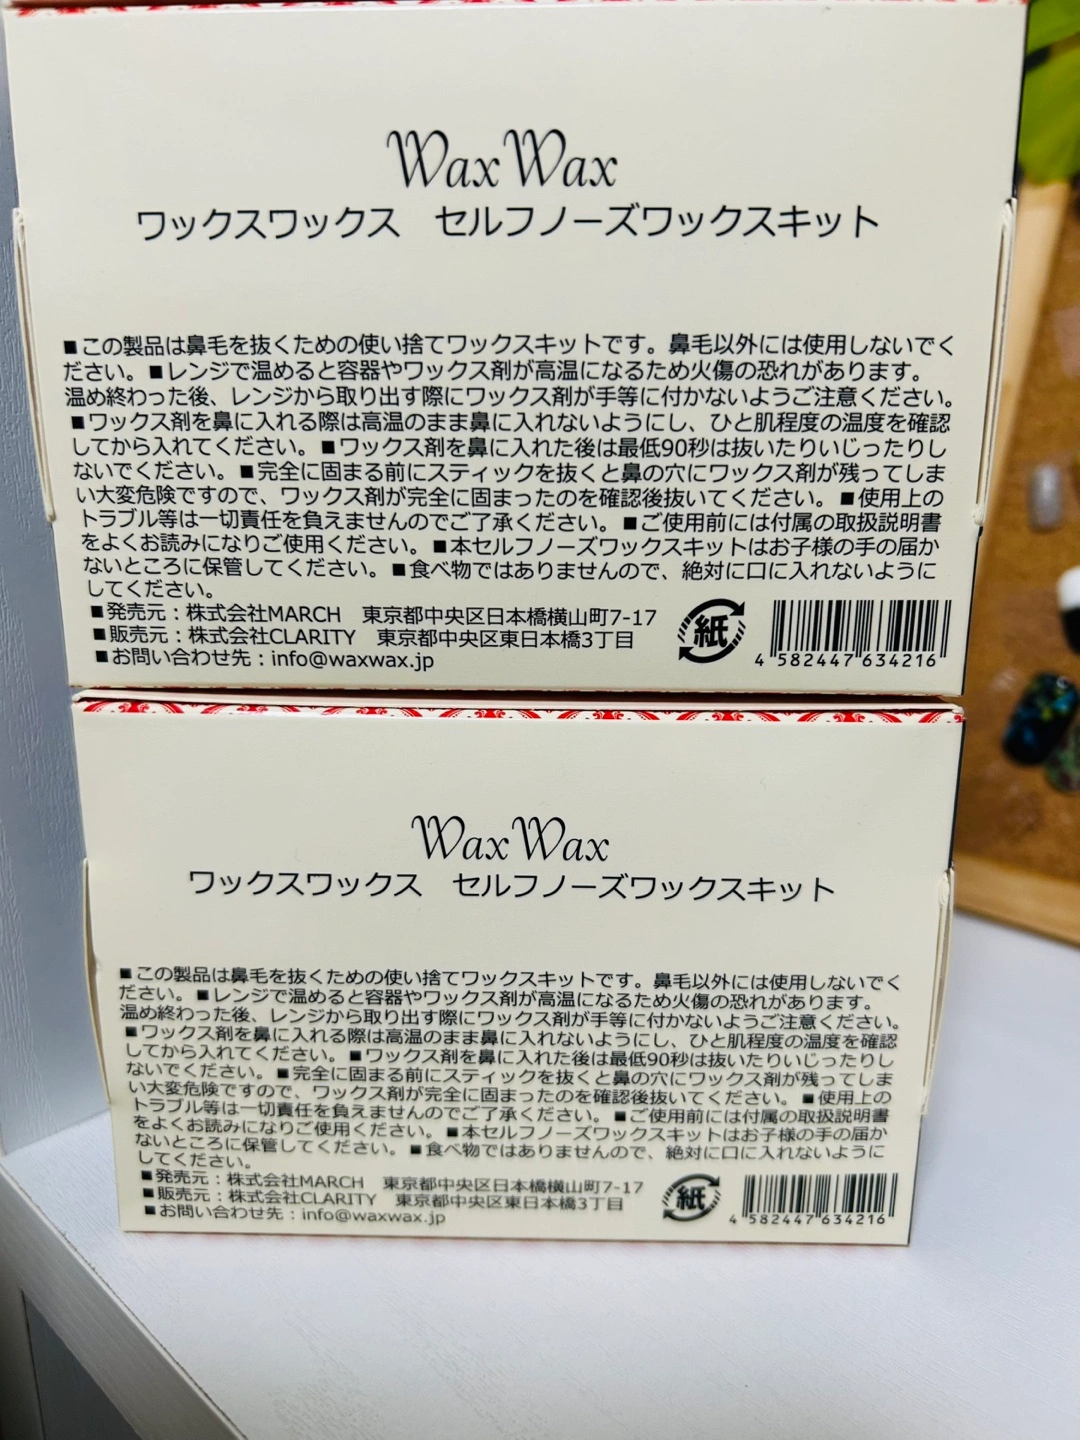 WaxWax
ワックスワックス　セルフノーズワックスキット
■この製品は鼻毛を抜くための使い捨てワックスキットです。鼻毛以外には使用しないでく
ださい。■レンジで温めると容器やワックス剤が高温になるため火傷の恐れがあります。
温め終わった後、レンジから取り出す際にワックス剤が手等に付かないようご注意ください。
■ワックス剤を鼻に入れる際は高温のまま鼻に入れないようにし、ひと肌程度の温度を確認
してから入れてください。■ワックス剤を鼻に入れた後は最低90秒は抜いたりいじったりし
ないでください。■完全に固まる前にスティックを抜くと鼻の穴にワックス剤が残ってしま
い大変危険ですので、ワックス剤が完全に固まったのを確認後抜いてください。■使用上の
トラブル等は一切責任を負えませんのでご了承ください。■ご使用前には付属の取扱説明書
をよくお読みになりご使用ください。■本セルフノーズワックスキットはお子様の手の届か
ないところに保管してください。■食べ物ではありませんので、絶対に口に入れないように
してください。
■発売元：株式会社MARCH　東京都中央区日本橋横山町7-17
■販売元：株式会社CLARITY　東京都中央区東日本橋3丁目
■お問い合わせ先：info@waxwax.jp
紙
4 582447 634216
WaxWax
ワックスワックス　セルフノーズワックスキット
■この製品は鼻毛を抜くための使い捨てワックスキットです。鼻毛以外には使用しないでく
ださい。■レンジで温めると容器やワックス剤が高温になるため火傷の恐れがあります。
温め終わった後、レンジから取り出す際にワックス剤が手等に付かないようご注意ください。
■ワックス剤を鼻に入れる際は高温のまま鼻に入れないようにし、ひと肌程度の温度を確認
してから入れてください。■ワックス剤を鼻に入れた後は最低90秒は抜いたりいじったりし
ないでください。■完全に固まる前にスティックを抜くと鼻の穴にワックス剤が残ってしま
い大変危険ですので、ワックス剤が完全に固まったのを確認後抜いてください。■使用上の
トラブル等は一切責任を負えませんのでご了承ください。■ご使用前には付属の取扱説明書
をよくお読みになりご使用ください。■本セルフノーズワックスキットはお子様の手の届か
ないところに保管してください。■食べ物ではありませんので、絶対に口に入れないように
してください。
■発売元：株式会社MARCH　東京都中央区日本橋横山町7-17
■販売元：株式会社CLARITY　東京都中央区東日本橋3丁目
■お問い合わせ先：info@waxwax.jp
紙
4 582447 634216